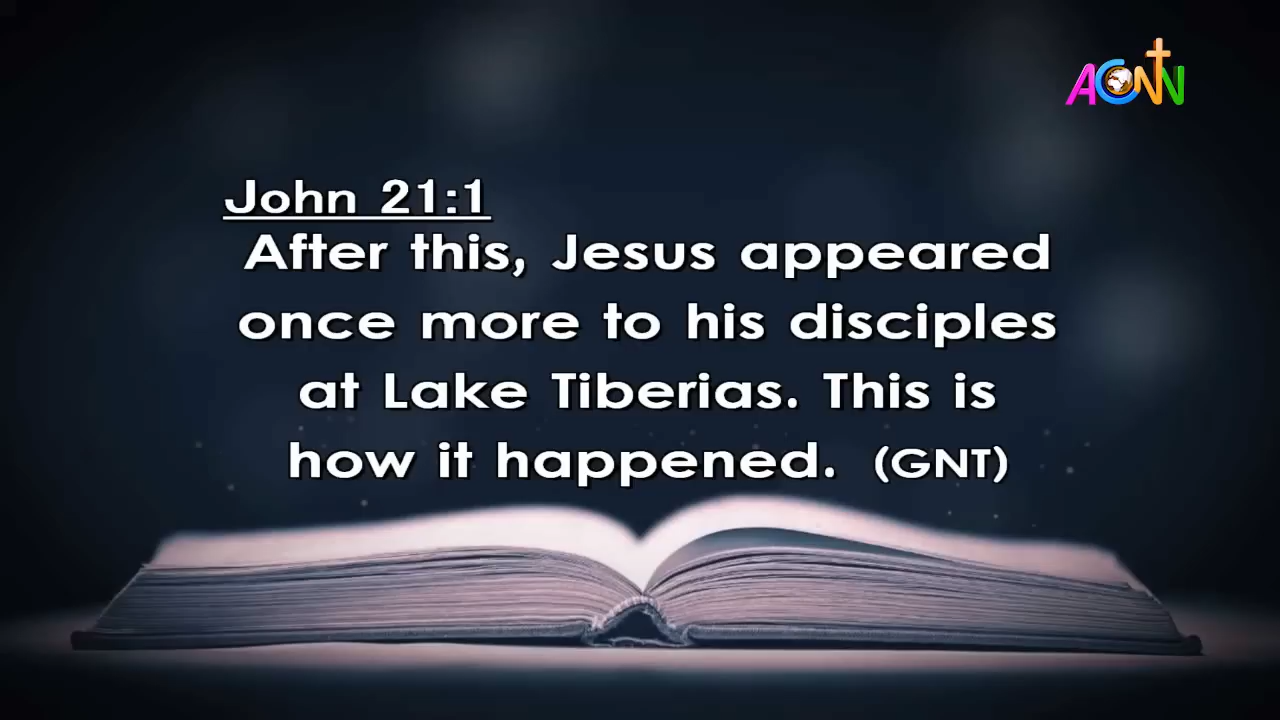 ACNN
John 21:1
After this, Jesus appeared
once more to his disciples
at Lake Tiberias. This is
how it happened. (GNT)